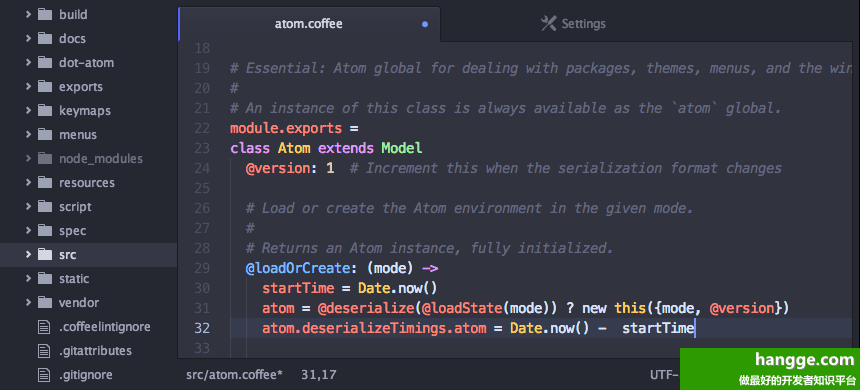 build
docs
dot-atom
exports
keymaps
menus
node_modules
resources
script
spec
src
static
vendor
.coffeelintignore
.gitattributes
.gitignore
atom.coffee
Settings
18
19 # Essential: Atom global for dealing with packages, themes, menus, and the win
20 #
21 # An instance of this class is always available as the `atom` global.
22 module.exports =
23 class Atom extends Model
24 @version: 1 # Increment this when the serialization format changes
25
26 # Load or create the Atom environment in the given mode.
27 #
28 # Returns an Atom instance, fully initialized.
29 @loadOrCreate: (mode) ->
30 startTime = Date.now()
31 atom = @deserialize(@loadState(mode)) ? new this({mode, @version})
32 atom.deserializeTimings.atom = Date.now() - startTime
33
src/atom.coffee* 31,17
UTF-
hangge.com
做最好的开发者知识平台